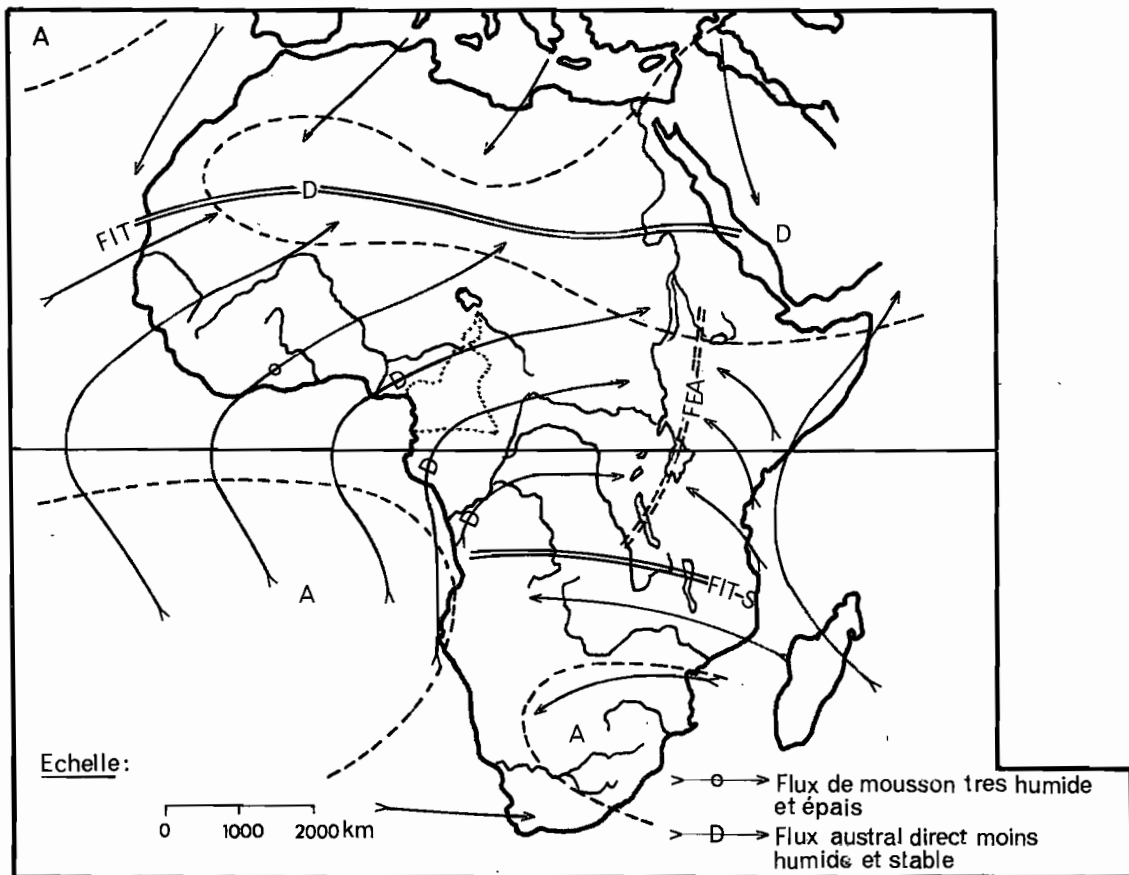 A
D
FIT
D
FEA
D
D
D
FIT-S
A
A
Echelle:
0 1000 2000 km
o Flux de mousson tres humide
et épais
D Flux austral direct moins
humide et stable